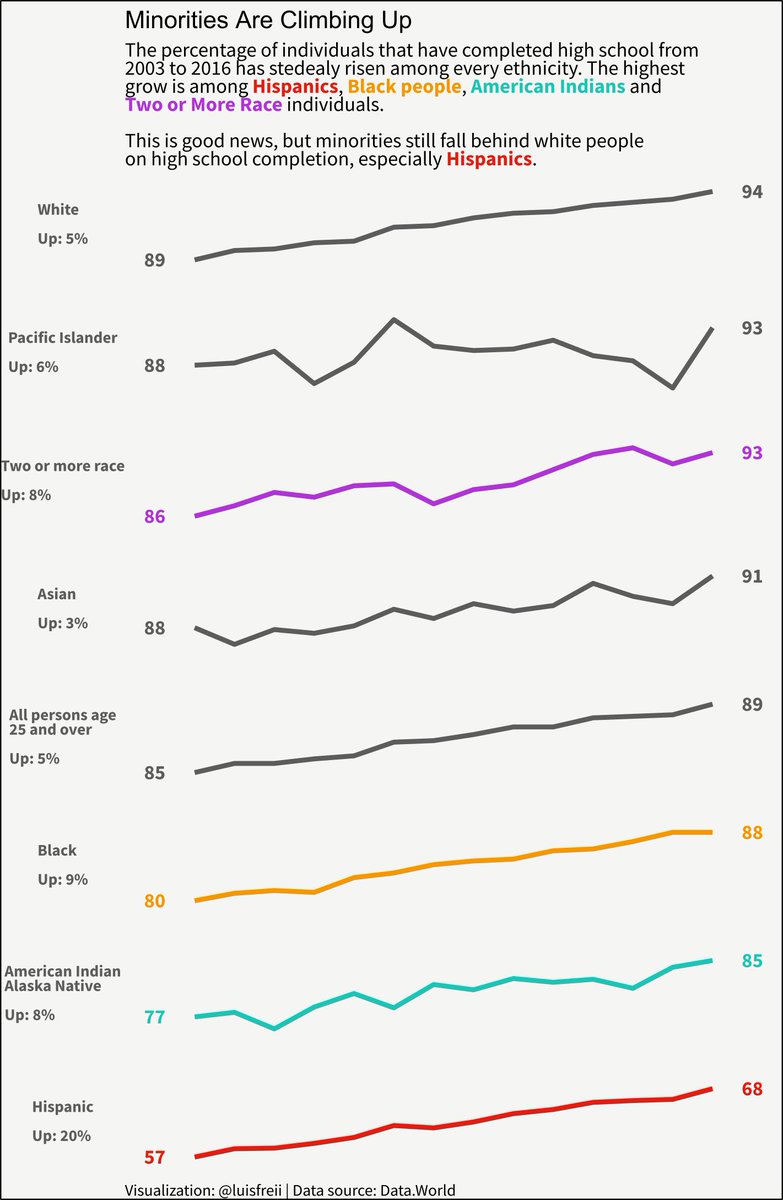 Minorities Are Climbing Up
The percentage of individuals that have completed high school from
2003 to 2016 has stedealy risen among every ethnicity. The highest
grow is among Hispanics, Black people, American Indians and
Two or More Race individuals.
This is good news, but minorities still fall behind white people
on high school completion, especially Hispanics.
White
Up: 5%
89
94
Pacific Islander
Up: 6%
88
93
Two or more race
Up: 8%
86
93
Asian
Up: 3%
88
91
All persons age
25 and over
Up: 5%
85
89
Black
Up: 9%
80
88
American Indian
Alaska Native
Up: 8%
77
85
Hispanic
Up: 20%
57
68
Visualization: @luisfreii | Data source: Data.World